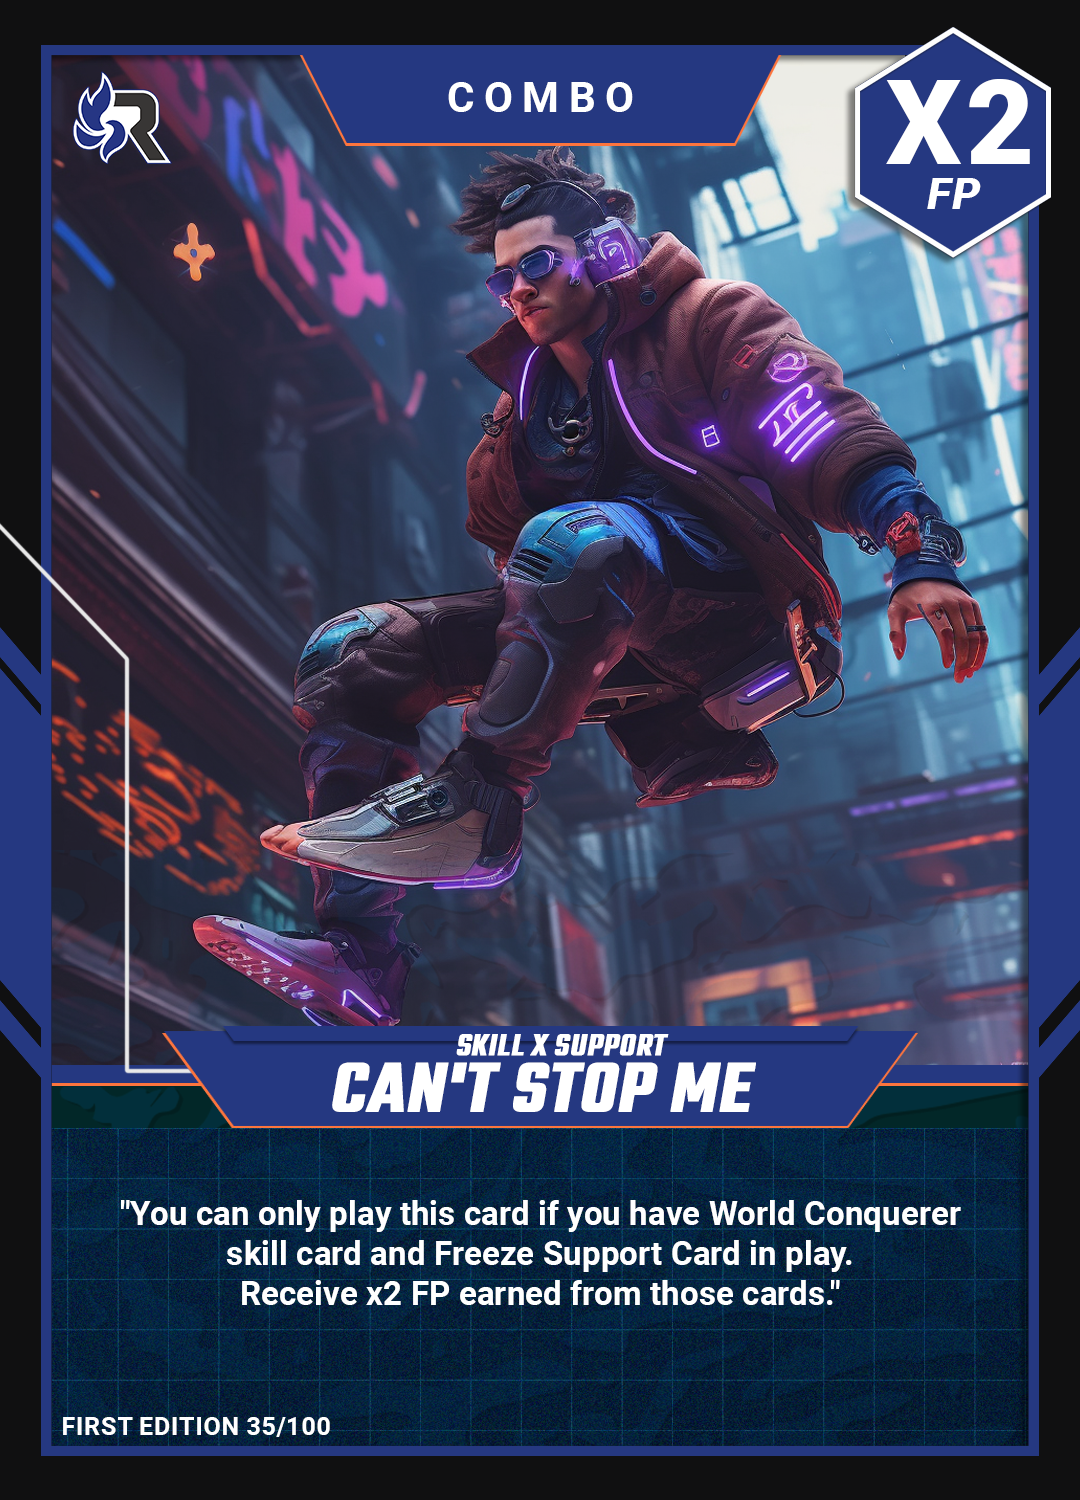 COMBO
X2
FP
SKILL X SUPPORT
CAN'T STOP ME
"You can only play this card if you have World Conquerer
skill card and Freeze Support Card in play.
Receive x2 FP earned from those cards."
FIRST EDITION 35/100